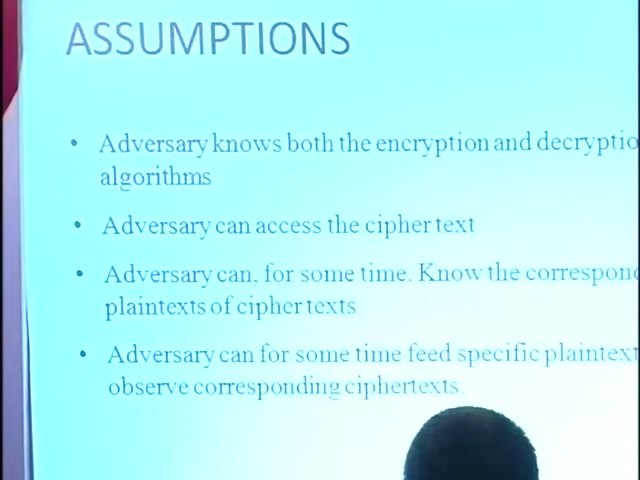 ASSUMPTIONS
• Adversary knows both the encryption and decryptio
algorithms
• Adversary can access the cipher text
• Adversary can, for some time. Know the correspond
plaintexts of cipher texts
• Adversary can for some time feed specific plaintext
observe corresponding ciphertexts.